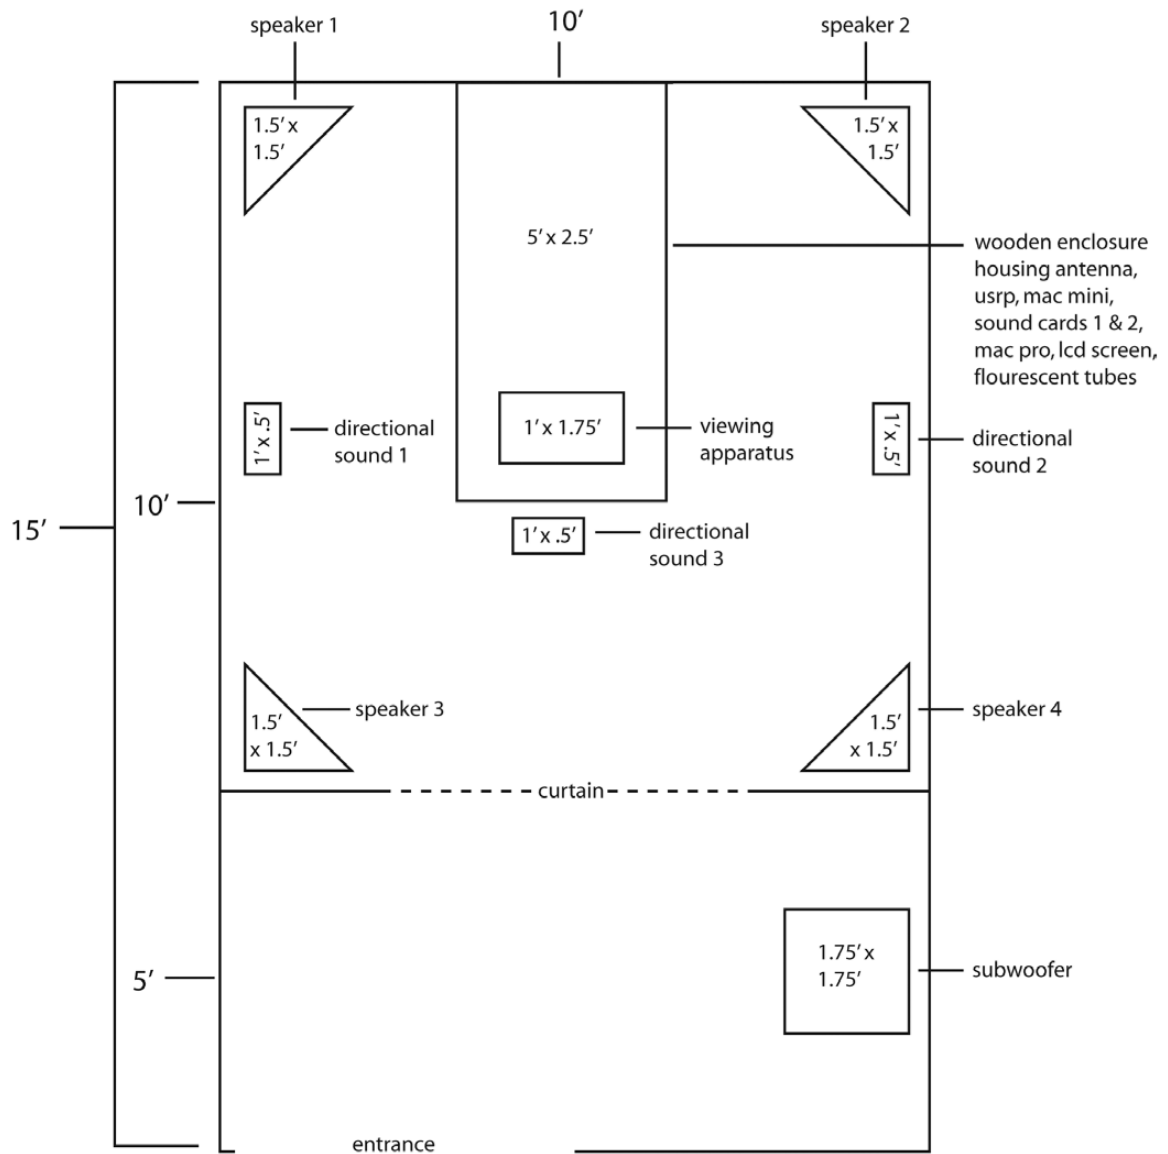 speaker 1
10′
speaker 2
1.5′ x
1.5′
1.5′ x
1.5′
5′ x 2.5′
wooden enclosure
housing antenna,
usrp, mac mini,
sound cards 1 & 2,
mac pro, lcd screen,
flourescent tubes
1′ x .5′
directional
sound 1
1′ x 1.75′
viewing
apparatus
1′ x .5′
directional
sound 2
10′
15′
1′ x .5′
directional
sound 3
1.5′
x 1.5′
speaker 3
1.5′
x 1.5′
speaker 4
curtain
1.75′ x
1.75′
subwoofer
5′
entrance